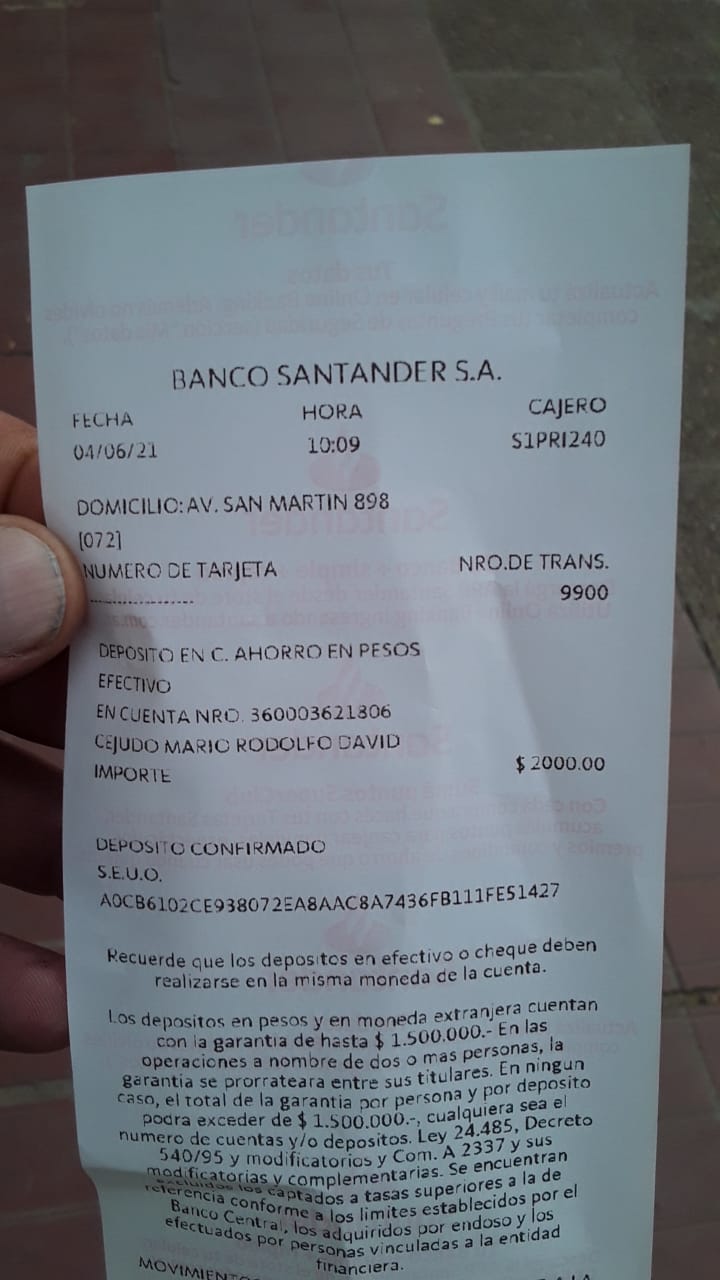 BANCO SANTANDER S.A.
FECHA HORA CAJERO
04/06/21 10:09 S1PRI240
DOMICILIO: AV. SAN MARTIN 898
[072]
NUMERO DE TARJETA NRO.DE TRANS.
9900
DEPOSITO EN C. AHORRO EN PESOS
EFECTIVO
EN CUENTA NRO. 360003621806
CEJUDO MARIO RODOLFO DAVID
IMPORTE $ 2000.00
DEPOSITO CONFIRMADO
S.E.U.O.
A0CB6102CE938072EA8AAC8A7436FB111FE51427
Recuerde que los depositos en efectivo o cheque deben
realizarse en la misma moneda de la cuenta.
Los depositos en pesos y en moneda extranjera cuentan
con la garantia de hasta $ 1.500.000.- En las
operaciones a nombre de dos o mas personas, la
garantia se prorrateara entre sus titulares. En ningun
caso, el total de la garantia por persona y por deposito
podra exceder de $ 1.500.000.-, cualquiera sea el
numero de cuentas y/o depositos. Ley 24.485, Decreto
540/95 y modificatorios y Com. A 2337 y sus
modificatorias y complementarias. Se encuentran
excluidos los captados a tasas superiores a la de
referencia conforme a los limites establecidos por el
Banco Central, los adquiridos por endoso y los
efectuados por personas vinculadas a la entidad
financiera.